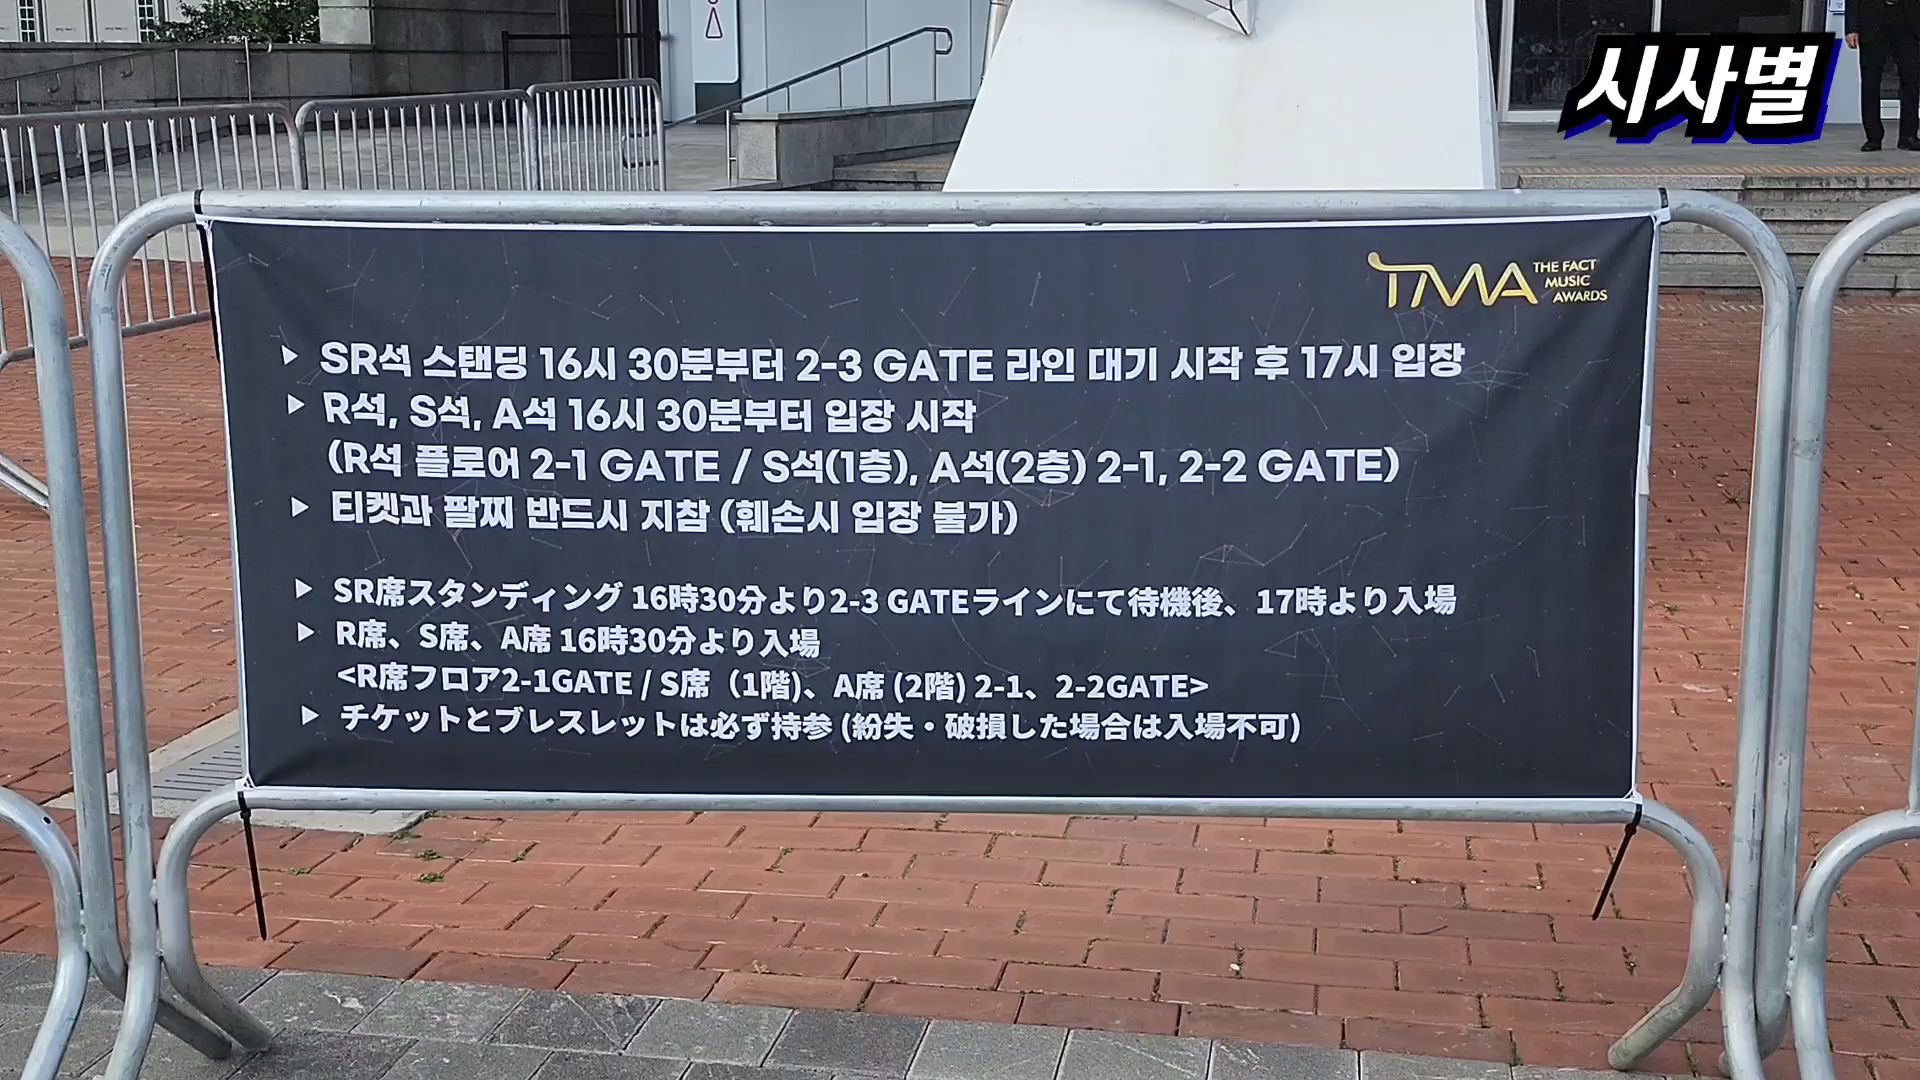 시사별
TMA THE FACT
MUSIC
AWARDS
▶ SR석 스탠딩 16시 30분부터 2-3 GATE 라인 대기 시작 후 17시 입장
▶ R석, S석, A석 16시 30분부터 입장 시작
(R석 플로어 2-1 GATE / S석(1층), A석(2층) 2-1, 2-2 GATE)
▶ 티켓과 팔찌 반드시 지참 (훼손시 입장 불가)
▶ SR席スタンディング 16時30分より2-3 GATEラインにて待機後、17時より入場
▶ R席、S席、A席 16時30分より入場
<R席フロア2-1GATE / S席（1階)、A席 (2階) 2-1、2-2GATE>
▶ チケットとブレスレットは必ず持参 (紛失・破損した場合は入場不可)